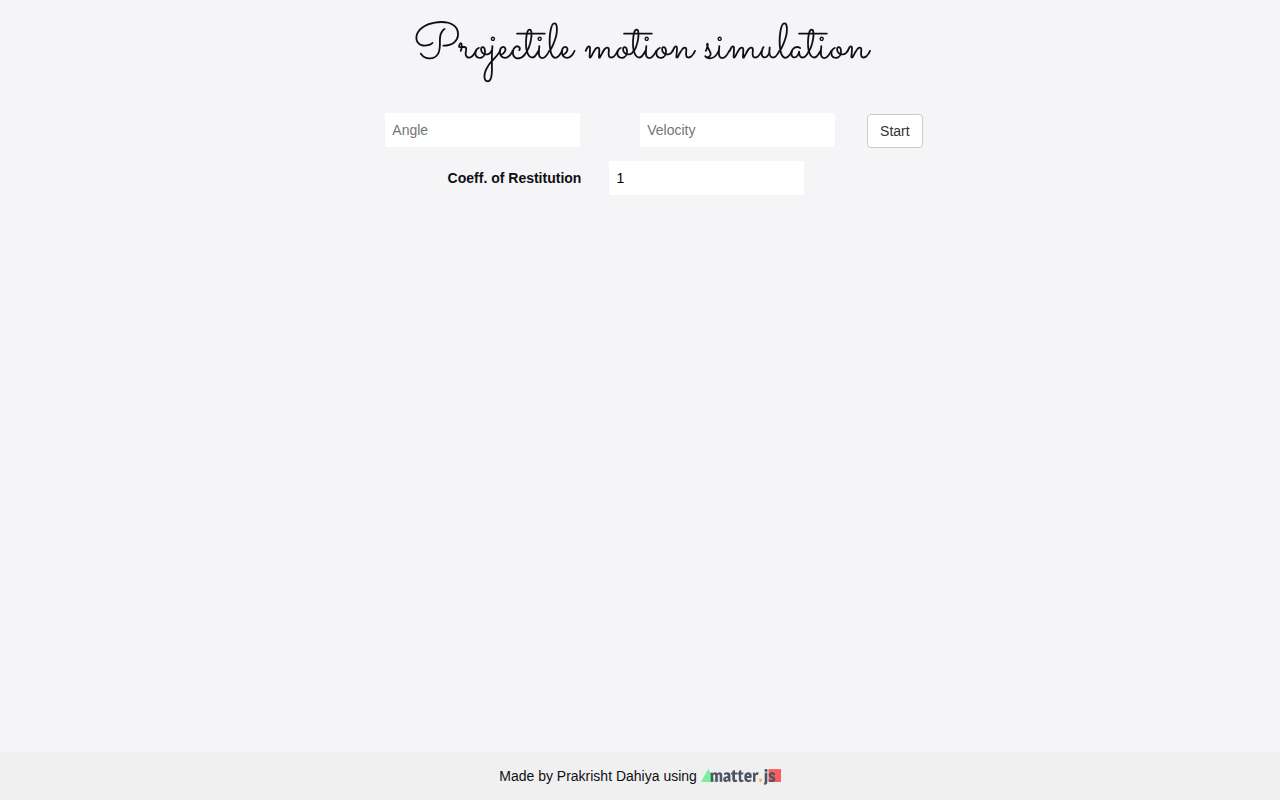 Projectile motion simulation
Angle Velocity Start
Coeff. of Restitution 1
Made by Prakrisht Dahiya using matter.js